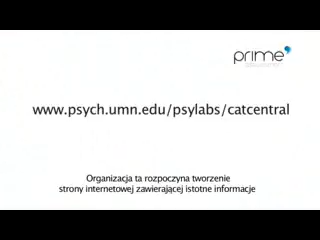 prime
www.psych.umn.edu/psylabs/catcentral
Organizacja ta rozpoczyna tworzenie
strony internetowej zawierającej istotne informacje